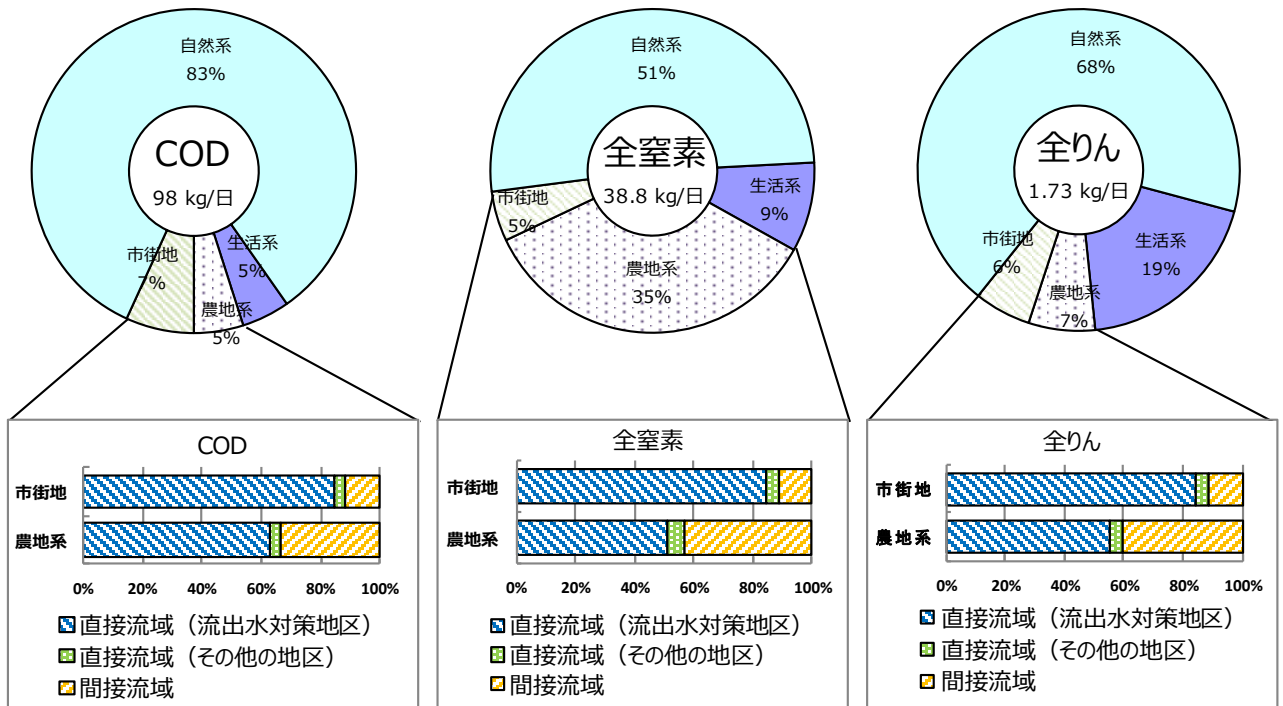 自然系
83%
COD
98 kg/日
生活系
5%
農地系
5%
市街地
7%
自然系
51%
全窒素
38.8 kg/日
生活系
9%
農地系
35%
市街地
5%
自然系
68%
全りん
1.73 kg/日
生活系
19%
農地系
7%
市街地
6%
COD
市街地
農地系
0% 20% 40% 60% 80% 100%
直接流域（流出水対策地区）
直接流域（その他の地区）
間接流域
全窒素
市街地
農地系
0% 20% 40% 60% 80% 100%
直接流域（流出水対策地区）
直接流域（その他の地区）
間接流域
全りん
市街地
農地系
0% 20% 40% 60% 80% 100%
直接流域（流出水対策地区）
直接流域（その他の地区）
間接流域